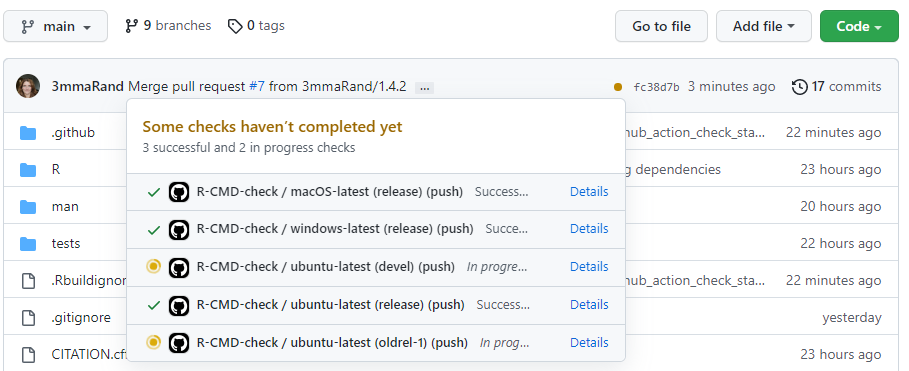 main 9 branches 0 tags Go to file Add file Code
3mmaRand Merge pull request #7 from 3mmaRand/1.4.2 ... fc38d7b 3 minutes ago 17 commits
Some checks haven't completed yet
3 successful and 2 in progress checks
.github hub_action_check_sta... 22 minutes ago
R g dependencies 23 hours ago
R-CMD-check / macOS-latest (release) (push) Success... Details
man 20 hours ago
R-CMD-check / windows-latest (release) (push) Succe... Details
tests 22 hours ago
R-CMD-check / ubuntu-latest (devel) (push) In progre... Details
.Rbuildignor hub_action_check_sta... 22 minutes ago
R-CMD-check / ubuntu-latest (release) (push) Success... Details
.gitignore yesterday
R-CMD-check / ubuntu-latest (oldrel-1) (push) In prog... Details
CITATION.cf 23 hours ago